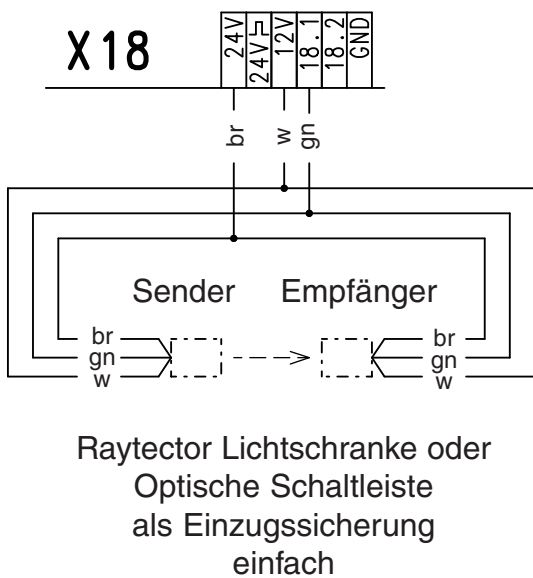 X18
24V
24V
12V
18.1
18.2
GND
br
w
gn
Sender Empfänger
br br
gn gn
w w
Raytector Lichtschranke oder
Optische Schaltleiste
als Einzugssicherung
einfach